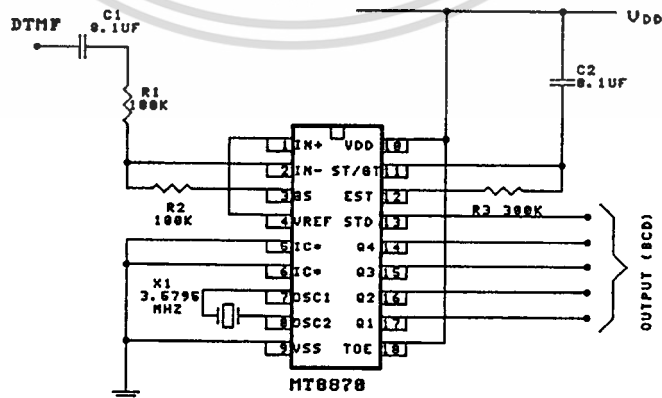 DTMF
C1
0.1UF
VDD
C2
0.1UF
R1
100K
1 IN+ VDD 10
2 IN- ST/GT 11
3 GS EST 12
R2
100K
R3 300K
4 VREF STD 13
5 IC* Q4 14
6 IC* Q3 15
X1
3.5795
MHZ
7 OSC1 Q2 16
8 OSC2 Q1 17
9 VSS TOE 18
MT8870
OUTPUT (BCD)